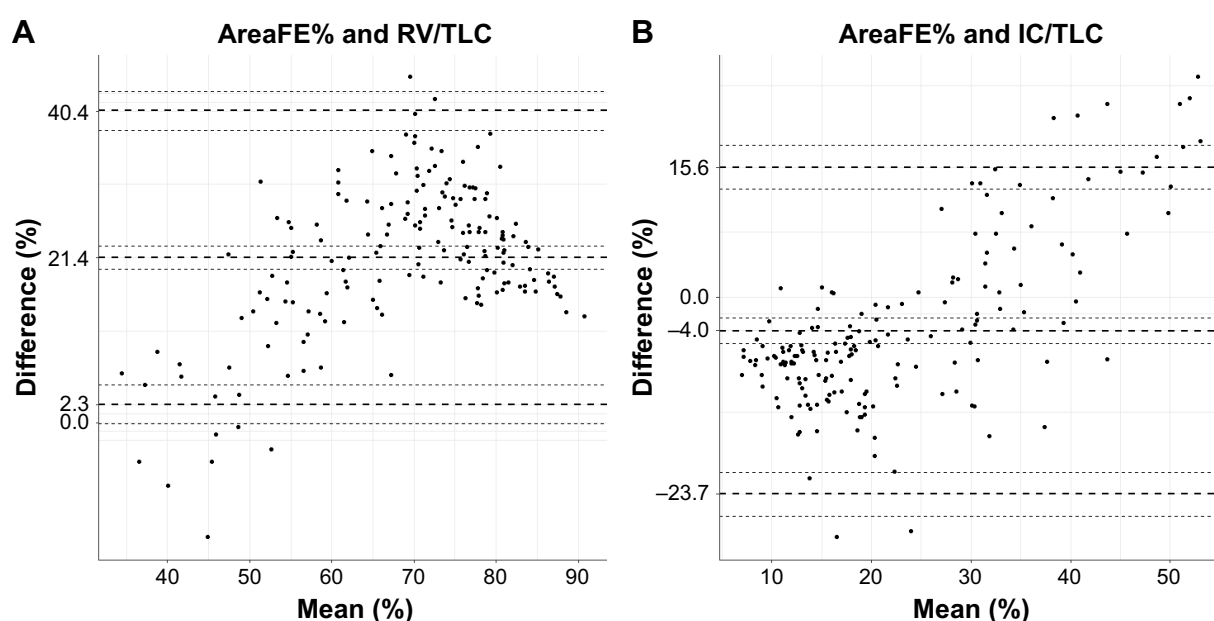 A
AreaFE% and RV/TLC
Difference (%)
40.4
21.4
2.3
0.0
40 50 60 70 80 90
Mean (%)
B
AreaFE% and IC/TLC
Difference (%)
15.6
0.0
–4.0
–23.7
10 20 30 40 50
Mean (%)